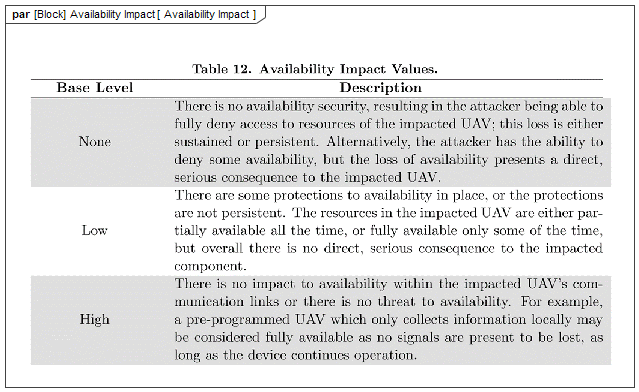 par [Block] Availability Impact [ Availability Impact ]
Table 12. Availability Impact Values.
Base Level Description
There is no availability security, resulting in the attacker being able to
fully deny access to resources of the impacted UAV; this loss is either
None sustained or persistent. Alternatively, the attacker has the ability to
deny some availability, but the loss of availability presents a direct,
serious consequence to the impacted UAV.
There are some protections to availability in place, or the protections
are not persistent. The resources in the impacted UAV are either par-
Low tially available all the time, or fully available only some of the time,
but overall there is no direct, serious consequence to the impacted
component.
There is no impact to availability within the impacted UAV's com-
munication links or there is no threat to availability. For example,
High a pre-programmed UAV which only collects information locally may
be considered fully available as no signals are present to be lost, as
long as the device continues operation.